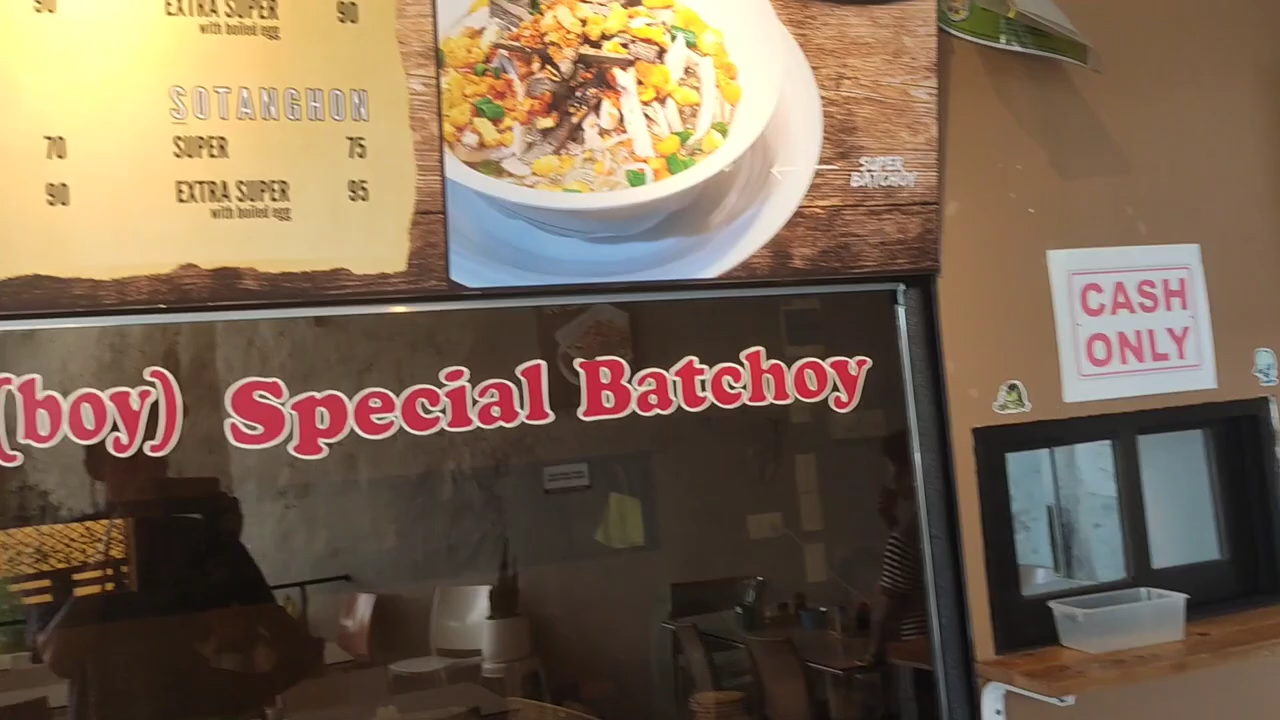 90
EXTRA SUPER 90
with boiled egg
SOTANGHON
70 SUPER 75
90 EXTRA SUPER 95
with boiled egg
SUPER
BATCHOY
CASH
ONLY
(boy) Special Batchoy